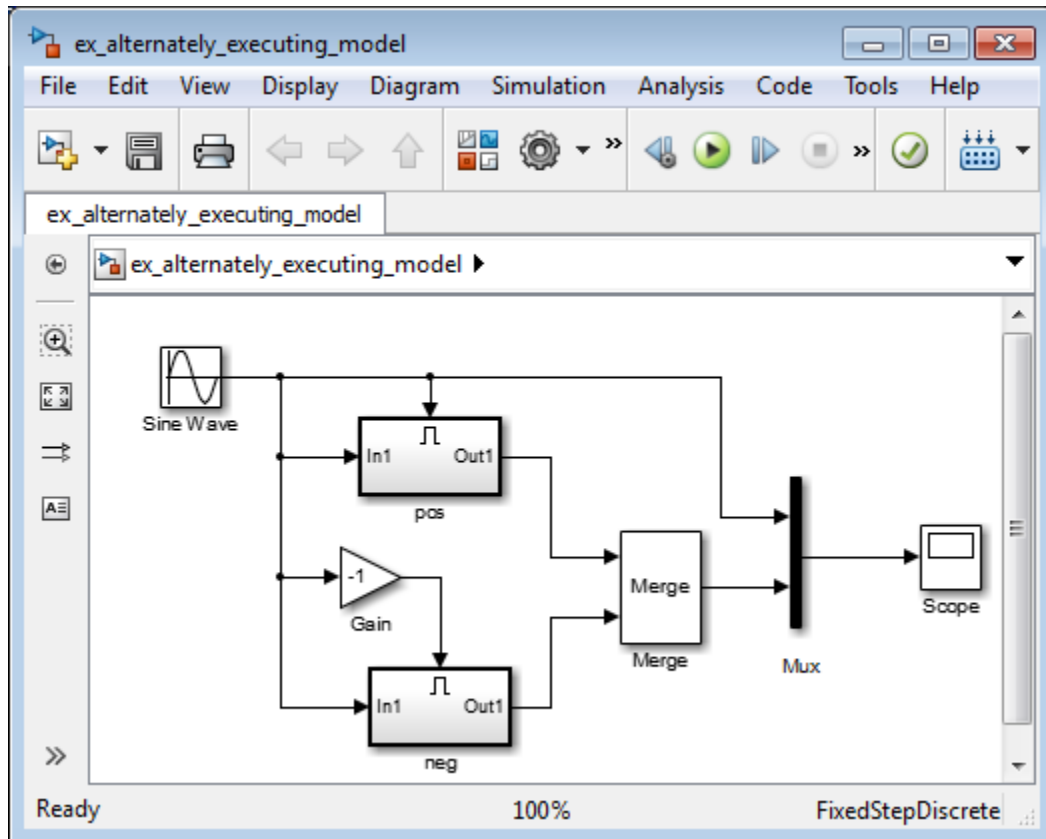 ex_alternately_executing_model
File Edit View Display Diagram Simulation Analysis Code Tools Help
ex_alternately_executing_model
ex_alternately_executing_model
Sine Wave
In1 Out1
pos
-1
Gain
Merge
Merge
Mux
Scope
In1 Out1
neg
Ready 100% FixedStepDiscrete